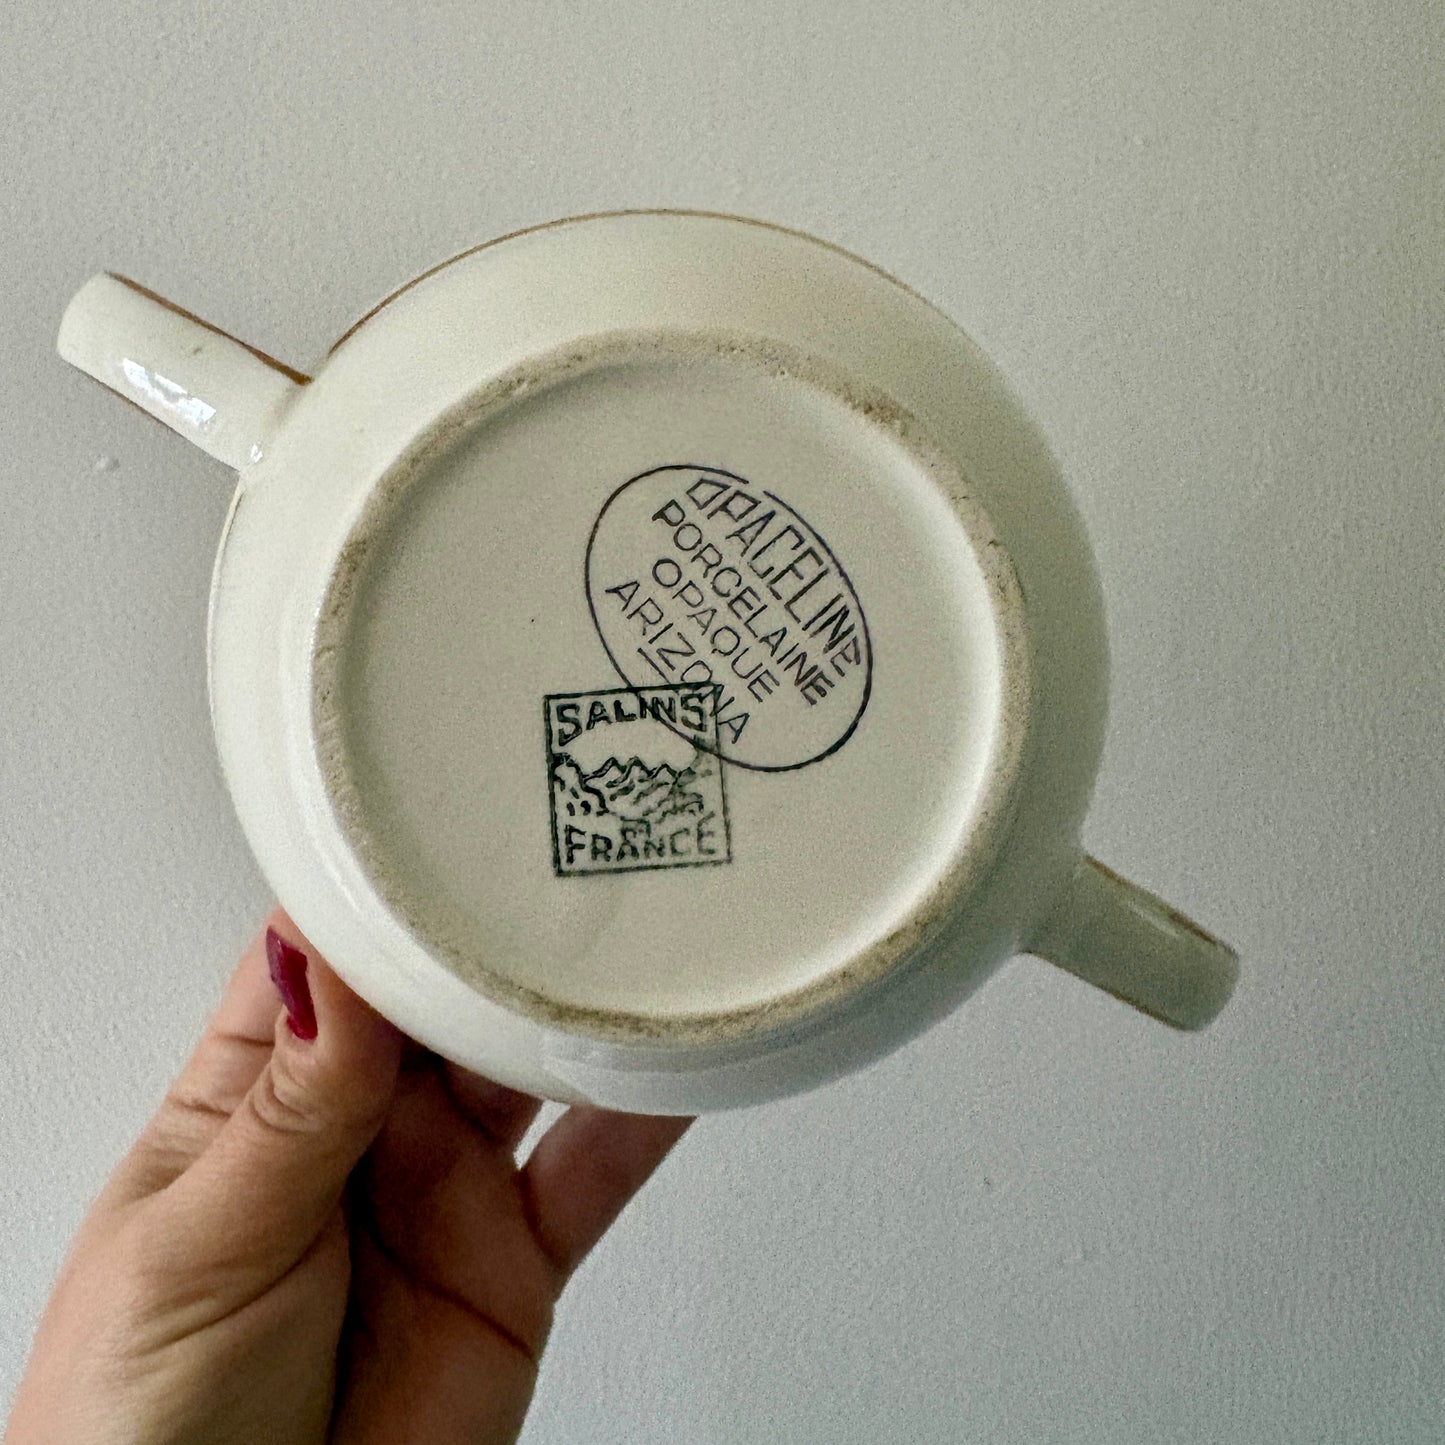 OPACELINE
PORCELAINE
OPAQUE
ARIZONA
SALINS
FRANCE